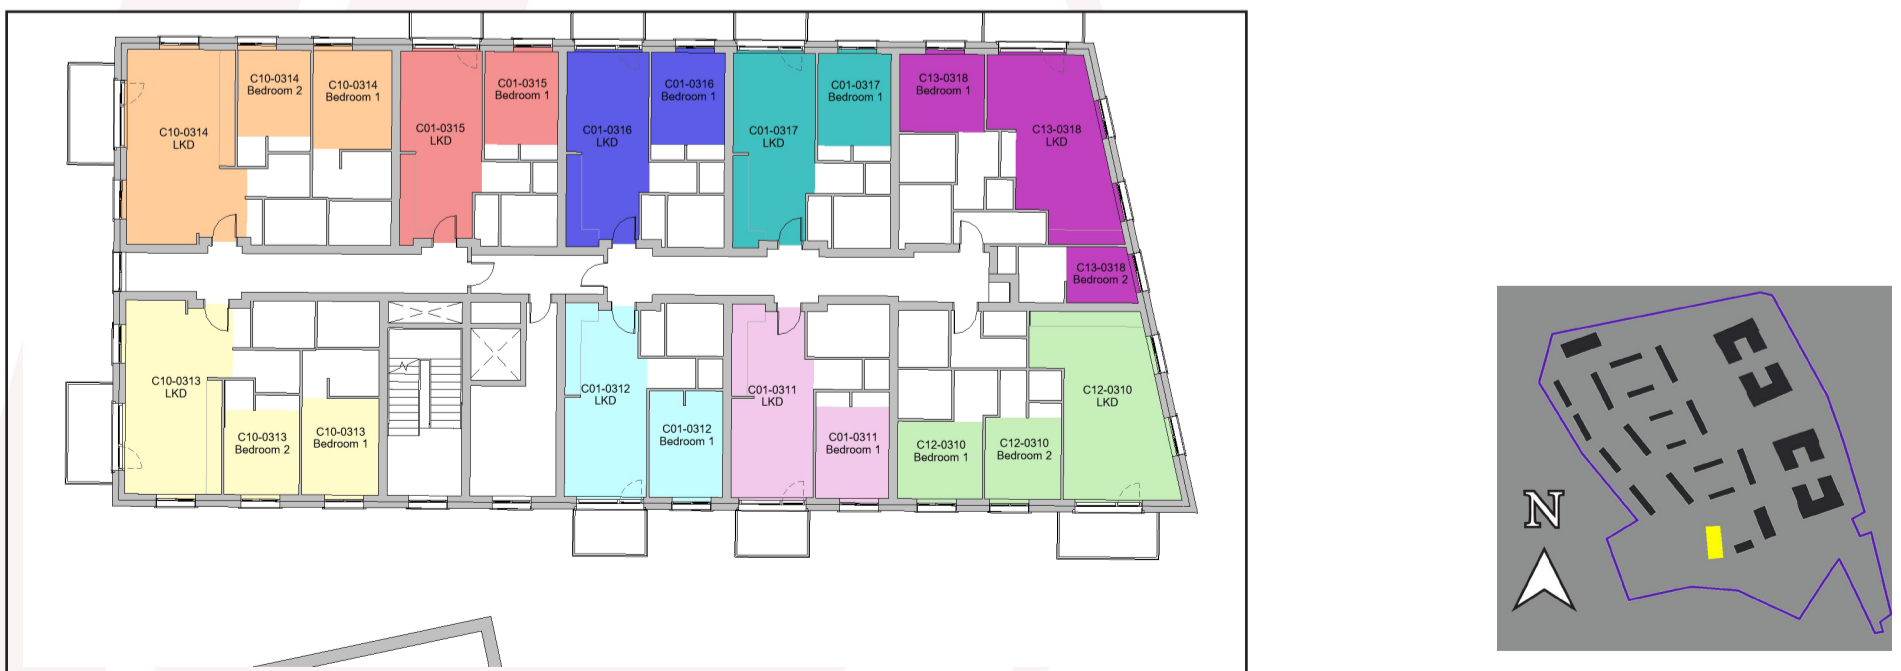 C10-0314
LKD
C10-0314
Bedroom 2
C10-0314
Bedroom 1
C01-0315
LKD
C01-0315
Bedroom 1
C01-0316
LKD
C01-0316
Bedroom 1
C01-0317
LKD
C01-0317
Bedroom 1
C13-0318
Bedroom 1
C13-0318
LKD
C13-0318
Bedroom 2
C10-0313
LKD
C10-0313
Bedroom 2
C10-0313
Bedroom 1
C01-0312
LKD
C01-0312
Bedroom 1
C01-0311
LKD
C01-0311
Bedroom 1
C12-0310
Bedroom 1
C12-0310
Bedroom 2
C12-0310
LKD
N